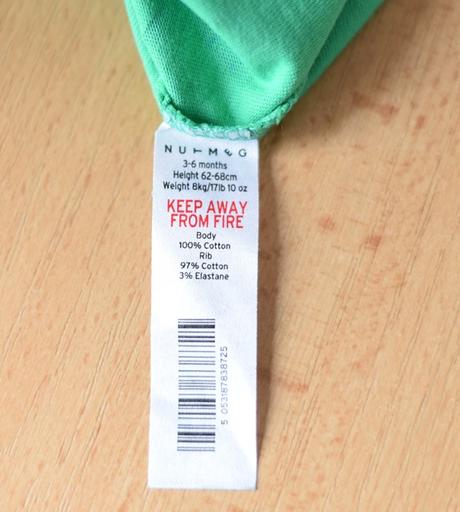 NUTMEG
3-6 months
Height 62-68cm
Weight 8kg/17lb 10 oz
KEEP AWAY
FROM FIRE
Body
100% Cotton
Rib
97% Cotton
3% Elastane
5 053187838725